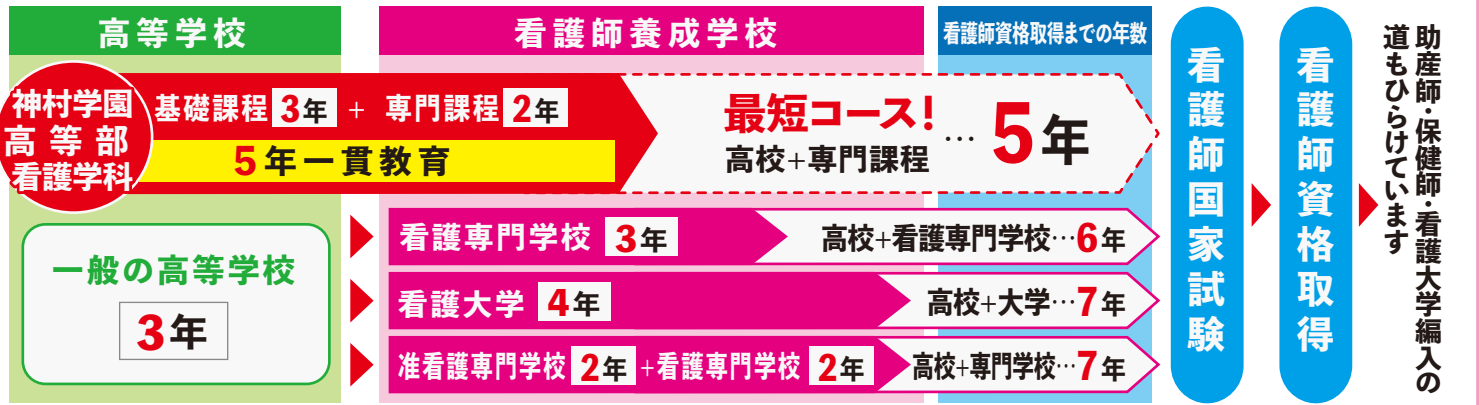 高等学校
看護師養成学校
看護師資格取得までの年数
神村学園
高等部
看護学科
基礎課程 3年 + 専門課程 2年
5年一貫教育
最短コース!
高校+専門課程
… 5年
一般の高等学校
3年
看護専門学校 3年
高校+看護専門学校…6年
看護大学 4年
高校+大学…7年
准看護専門学校 2年 +看護専門学校 2年
高校+専門学校…7年
看護師国家試験
看護師資格取得
助産師・保健師・看護大学編入の
道もひらけています